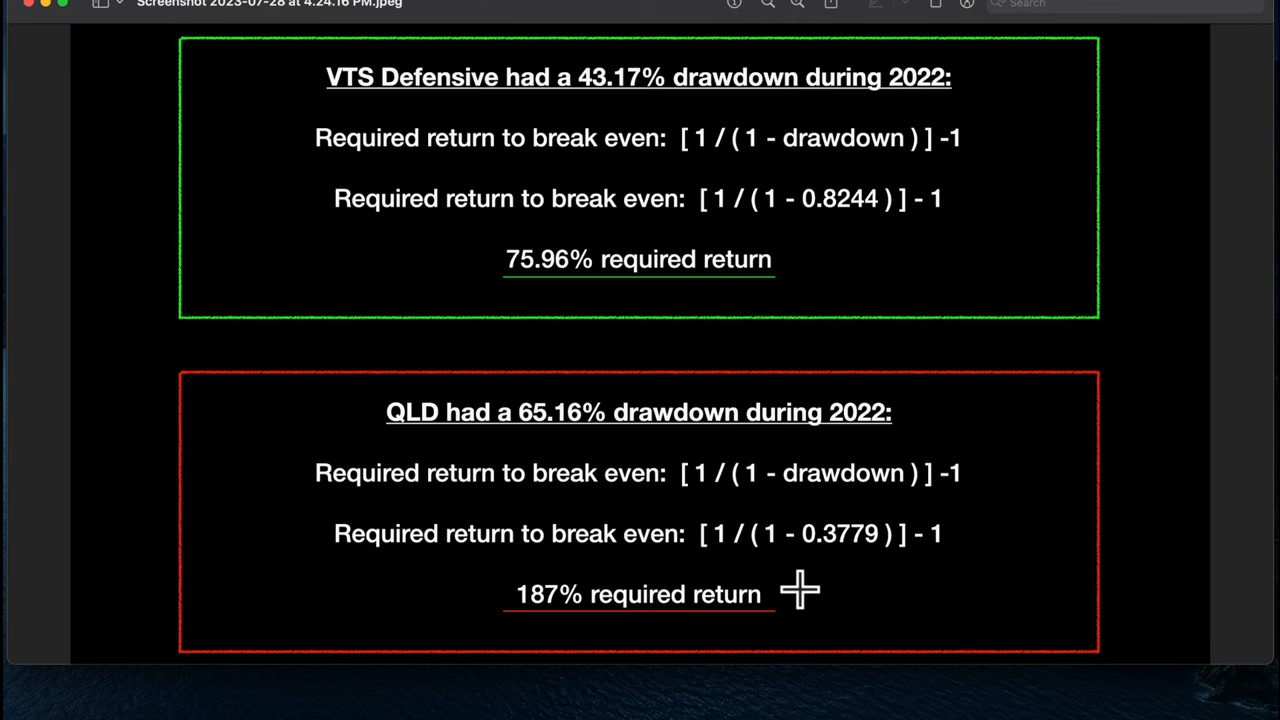 Screenshot 2023-07-28 at 4.24.16 PM.jpeg
Search
VTS Defensive had a 43.17% drawdown during 2022:
Required return to break even: [ 1 / ( 1 - drawdown ) ] -1
Required return to break even: [ 1 / ( 1 - 0.8244 ) ] - 1
75.96% required return
QLD had a 65.16% drawdown during 2022:
Required return to break even: [ 1 / ( 1 - drawdown ) ] -1
Required return to break even: [ 1 / ( 1 - 0.3779 ) ] - 1
187% required return